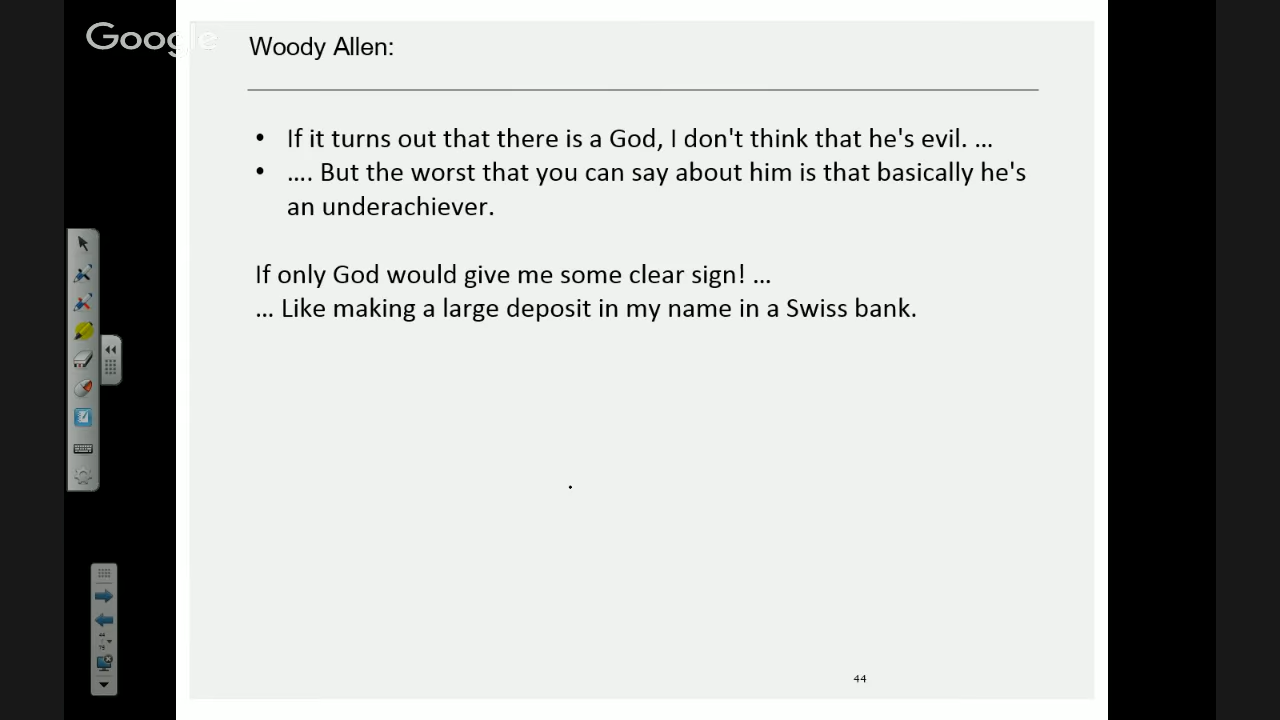 Google
Woody Allen:
• If it turns out that there is a God, I don't think that he's evil. ...
• .... But the worst that you can say about him is that basically he's
an underachiever.
If only God would give me some clear sign! ...
... Like making a large deposit in my name in a Swiss bank.
44